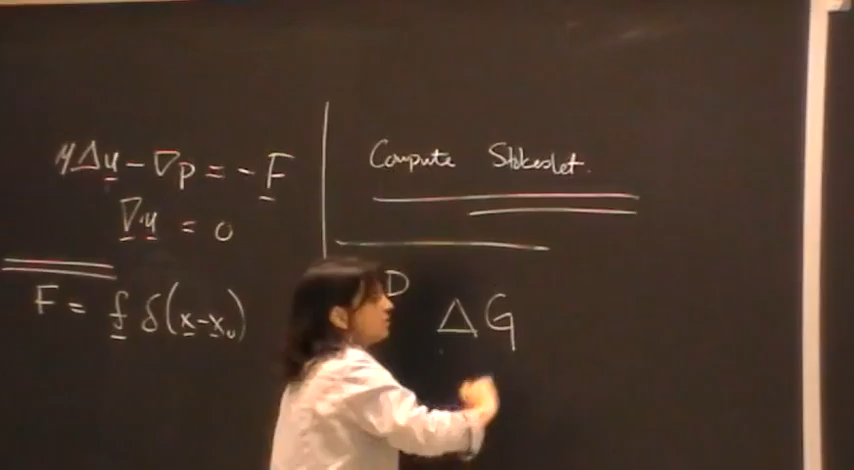 μΔu - ∇p = - F
∇·u = 0
F = f δ(x-x₀)
Compute Stokeslet.
D
ΔG